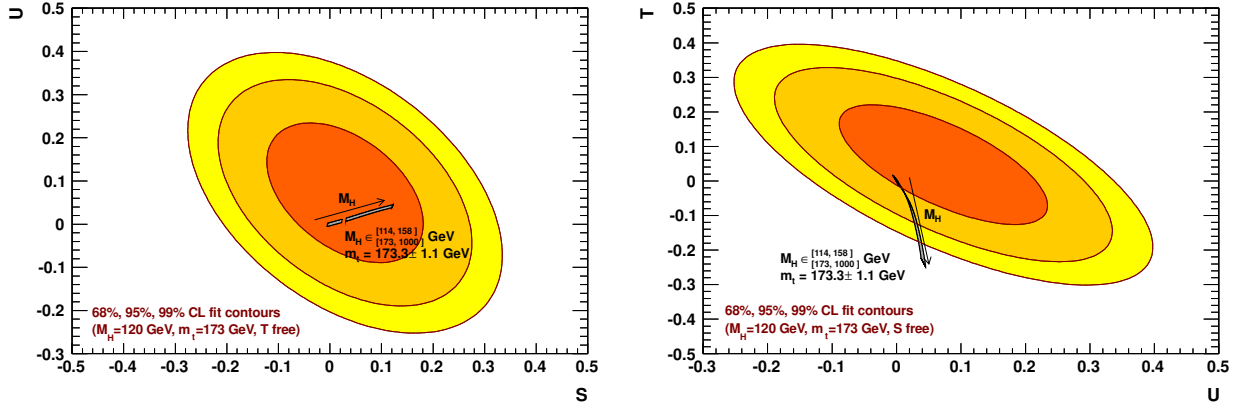 U
0.5
0.4
0.3
0.2
0.1
0
-0.1
-0.2
-0.3
-0.5 -0.4 -0.3 -0.2 -0.1 0 0.1 0.2 0.3 0.4 0.5
S
M_H
M_H ∈ [114, 158] [173, 1000] GeV
m_t = 173.3± 1.1 GeV
68%, 95%, 99% CL fit contours
(M_H=120 GeV, m_t=173 GeV, T free)
T
0.5
0.4
0.3
0.2
0.1
0
-0.1
-0.2
-0.3
-0.4
-0.5
-0.3 -0.2 -0.1 0 0.1 0.2 0.3 0.4 0.5
U
M_H
M_H ∈ [114, 158] [173, 1000] GeV
m_t = 173.3± 1.1 GeV
68%, 95%, 99% CL fit contours
(M_H=120 GeV, m_t=173 GeV, S free)